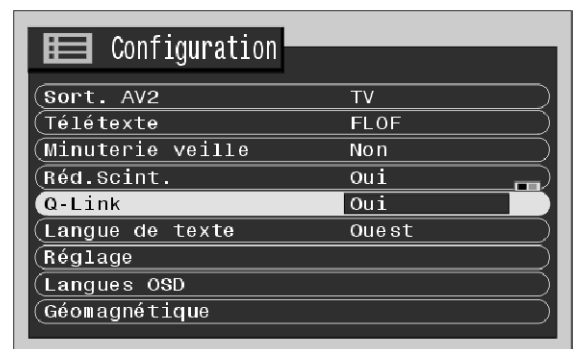 Configuration
Sort. AV2 TV
Télétexte FLOF
Minuterie veille Non
Réd.Scint. Oui
Q-Link Oui
Langue de texte Ouest
Réglage
Langues OSD
Géomagnétique